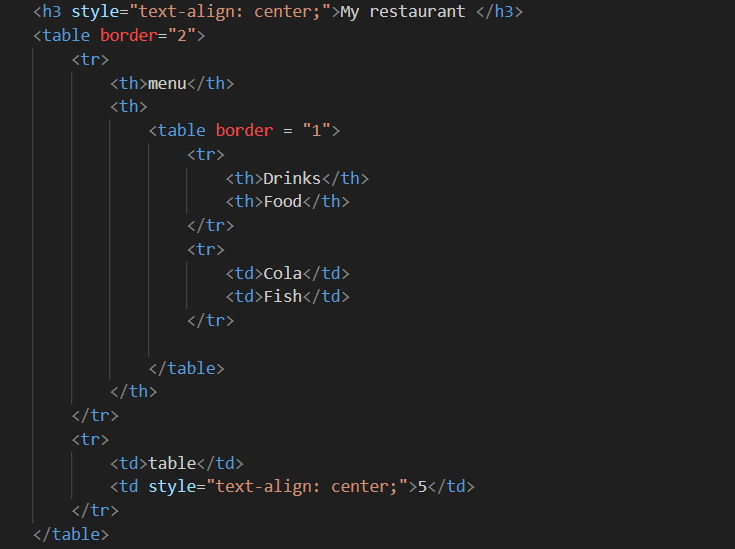 <h3 style="text-align: center;">My restaurant </h3>
<table border="2">
<tr>
<th>menu</th>
<th>
<table border = "1">
<tr>
<th>Drinks</th>
<th>Food</th>
</tr>
<tr>
<td>Cola</td>
<td>Fish</td>
</tr>
</table>
</th>
</tr>
<tr>
<td>table</td>
<td style="text-align: center;">5</td>
</tr>
</table>